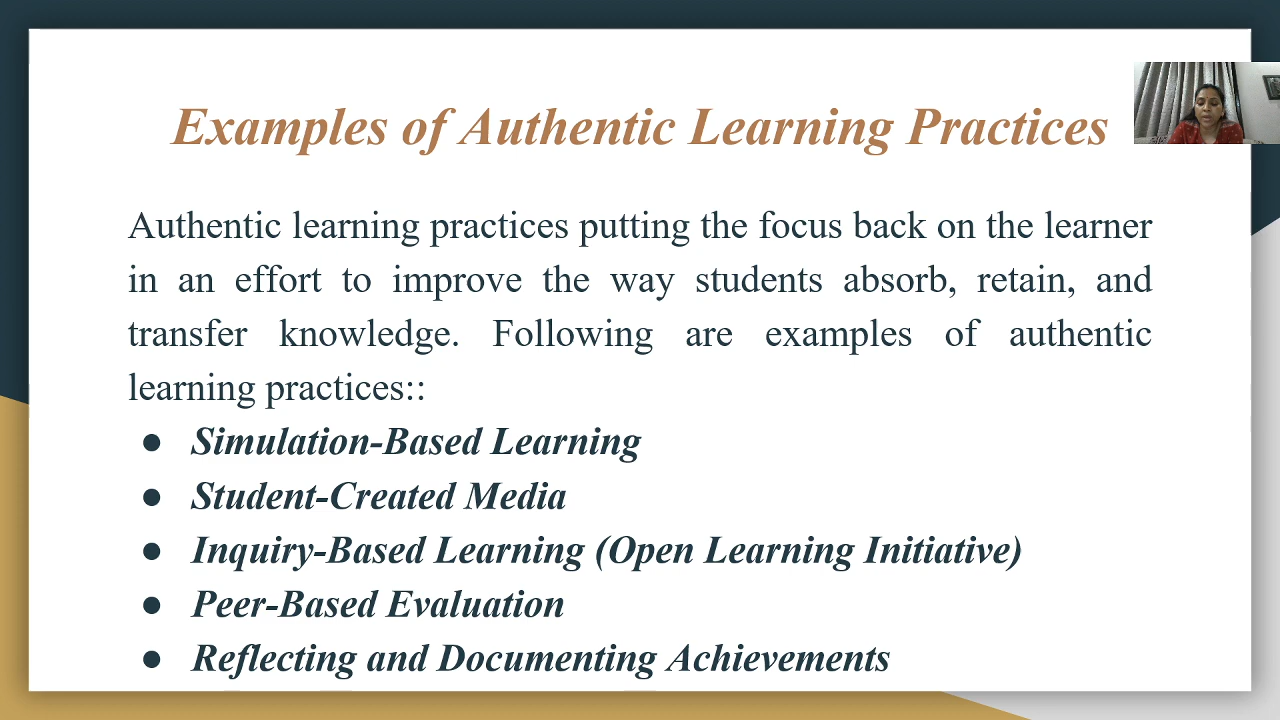 Examples of Authentic Learning Practices
Authentic learning practices putting the focus back on the learner
in an effort to improve the way students absorb, retain, and
transfer knowledge. Following are examples of authentic
learning practices::
● Simulation-Based Learning
● Student-Created Media
● Inquiry-Based Learning (Open Learning Initiative)
● Peer-Based Evaluation
● Reflecting and Documenting Achievements